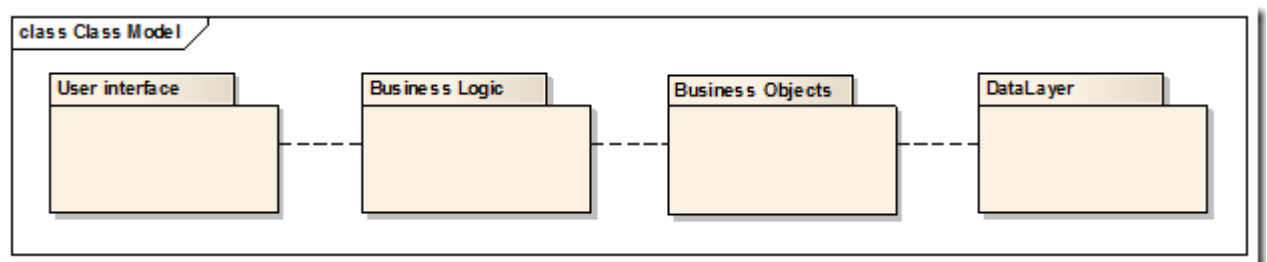 class Class Model
User interface
Business Logic
Business Objects
DataLayer